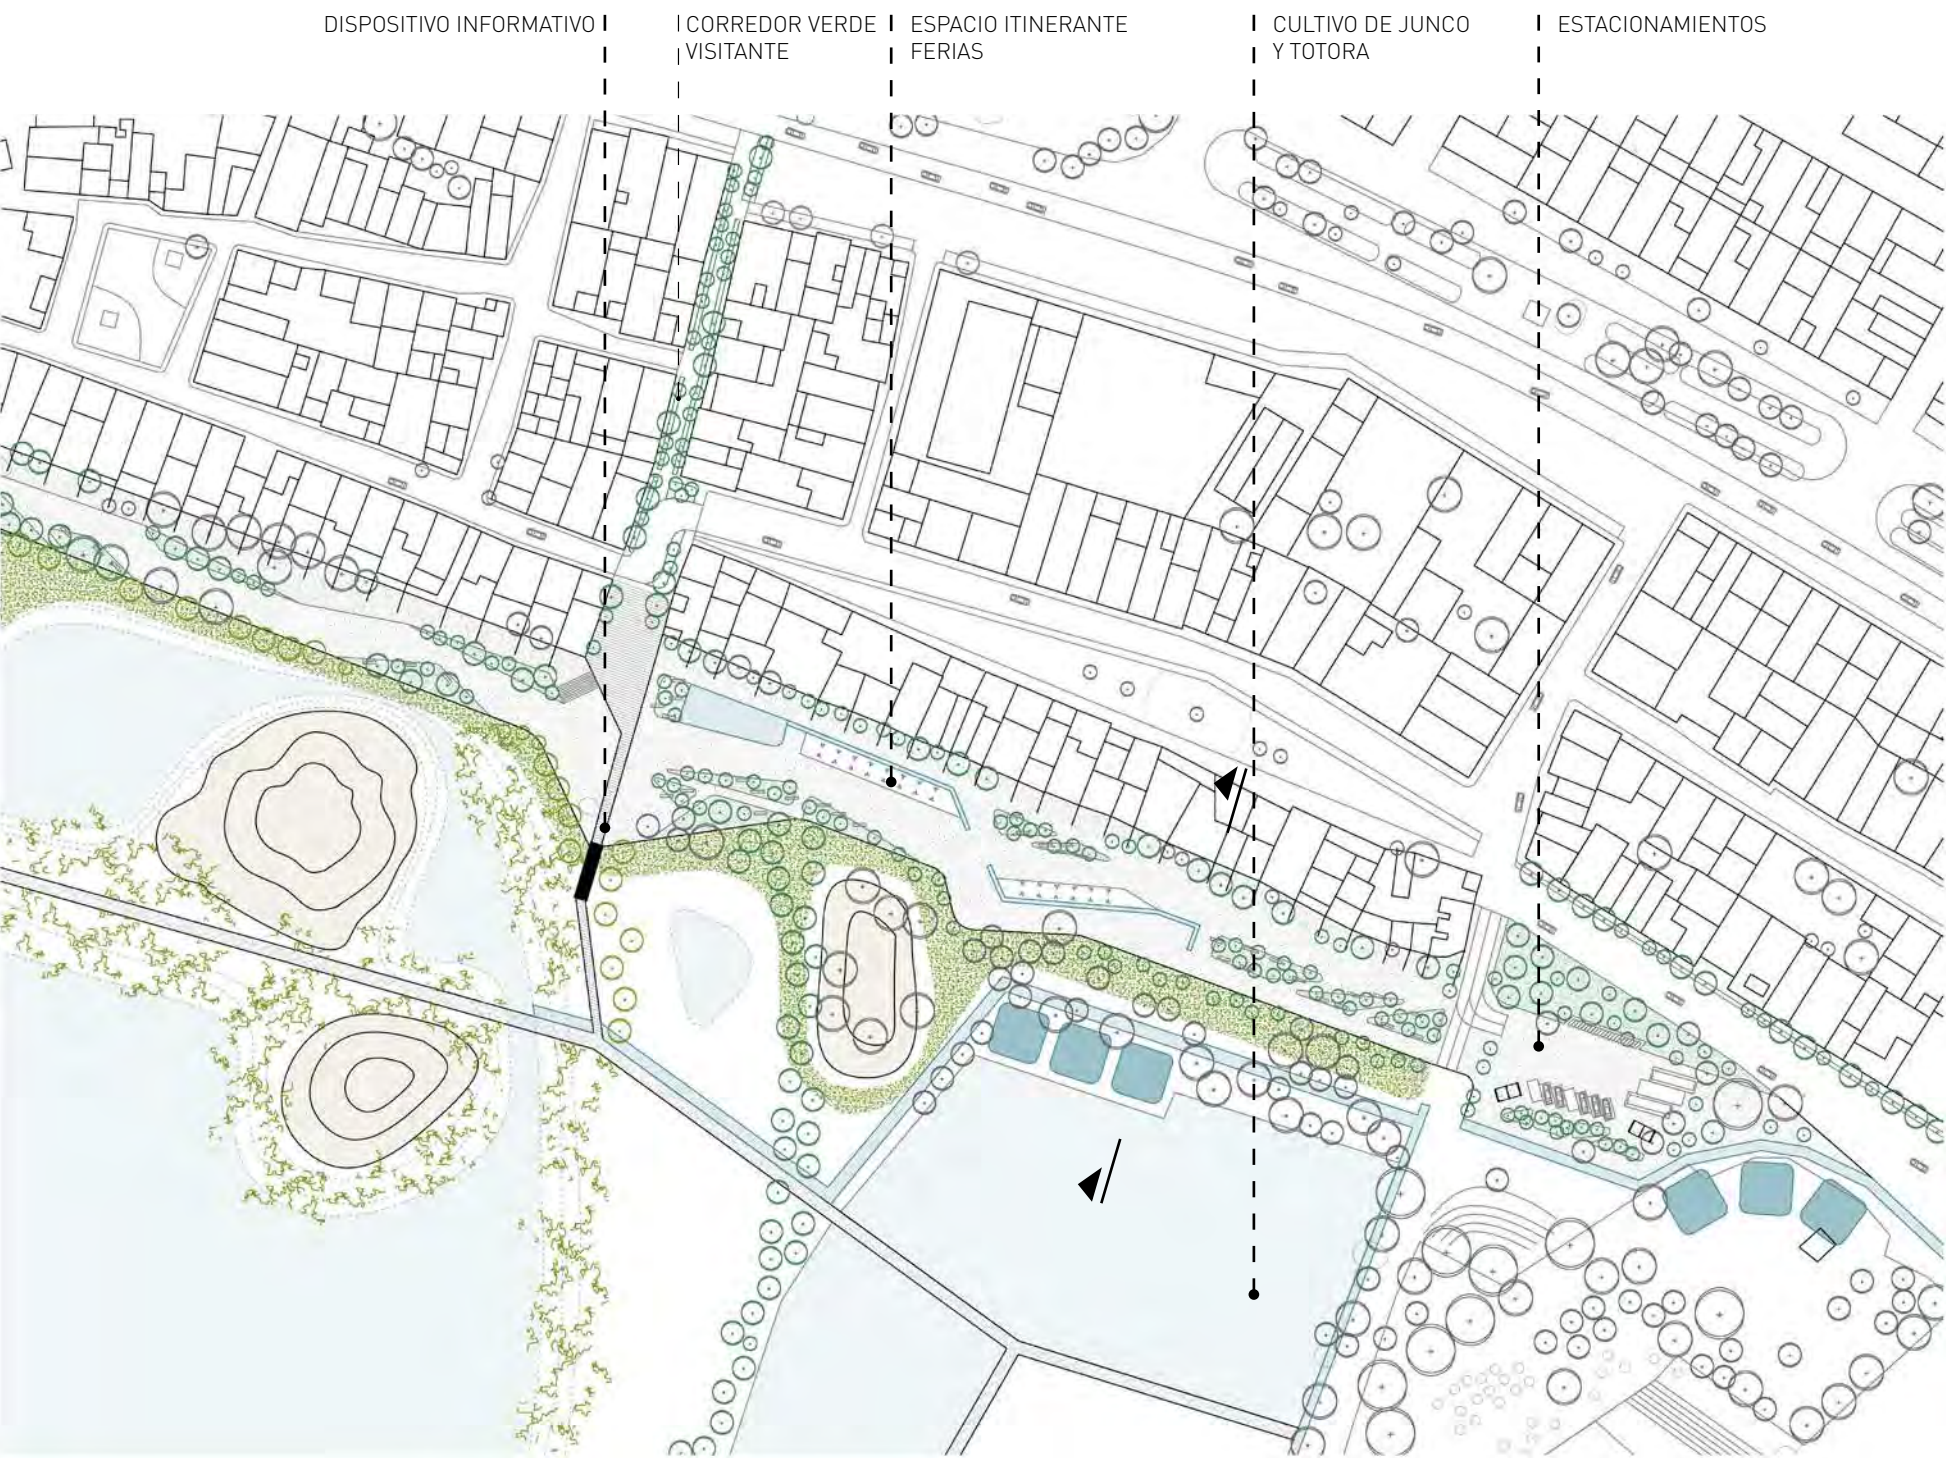 DISPOSITIVO INFORMATIVO
CORREDOR VERDE
VISITANTE
ESPACIO ITINERANTE
FERIAS
CULTIVO DE JUNCO
Y TOTORA
ESTACIONAMIENTOS